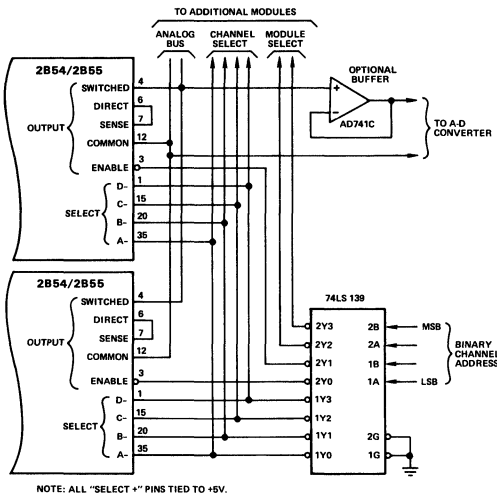 TO ADDITIONAL MODULES
ANALOG BUS
CHANNEL SELECT
MODULE SELECT
2B54/2B55
OUTPUT
SWITCHED 4
DIRECT 6
SENSE 7
COMMON 12
ENABLE 3
SELECT
D- 1
C- 15
B- 20
A- 35
OPTIONAL BUFFER
+
-
AD741C
TO A-D CONVERTER
2B54/2B55
OUTPUT
SWITCHED 4
DIRECT 6
SENSE 7
COMMON 12
ENABLE 3
SELECT
D- 1
C- 15
B- 20
A- 35
74LS 139
2Y3 2B MSB
2Y2 2A
2Y1 1B
2Y0 1A LSB
1Y3
1Y2
1Y1 2G
1Y0 1G
BINARY CHANNEL ADDRESS
NOTE: ALL "SELECT +" PINS TIED TO +5V.